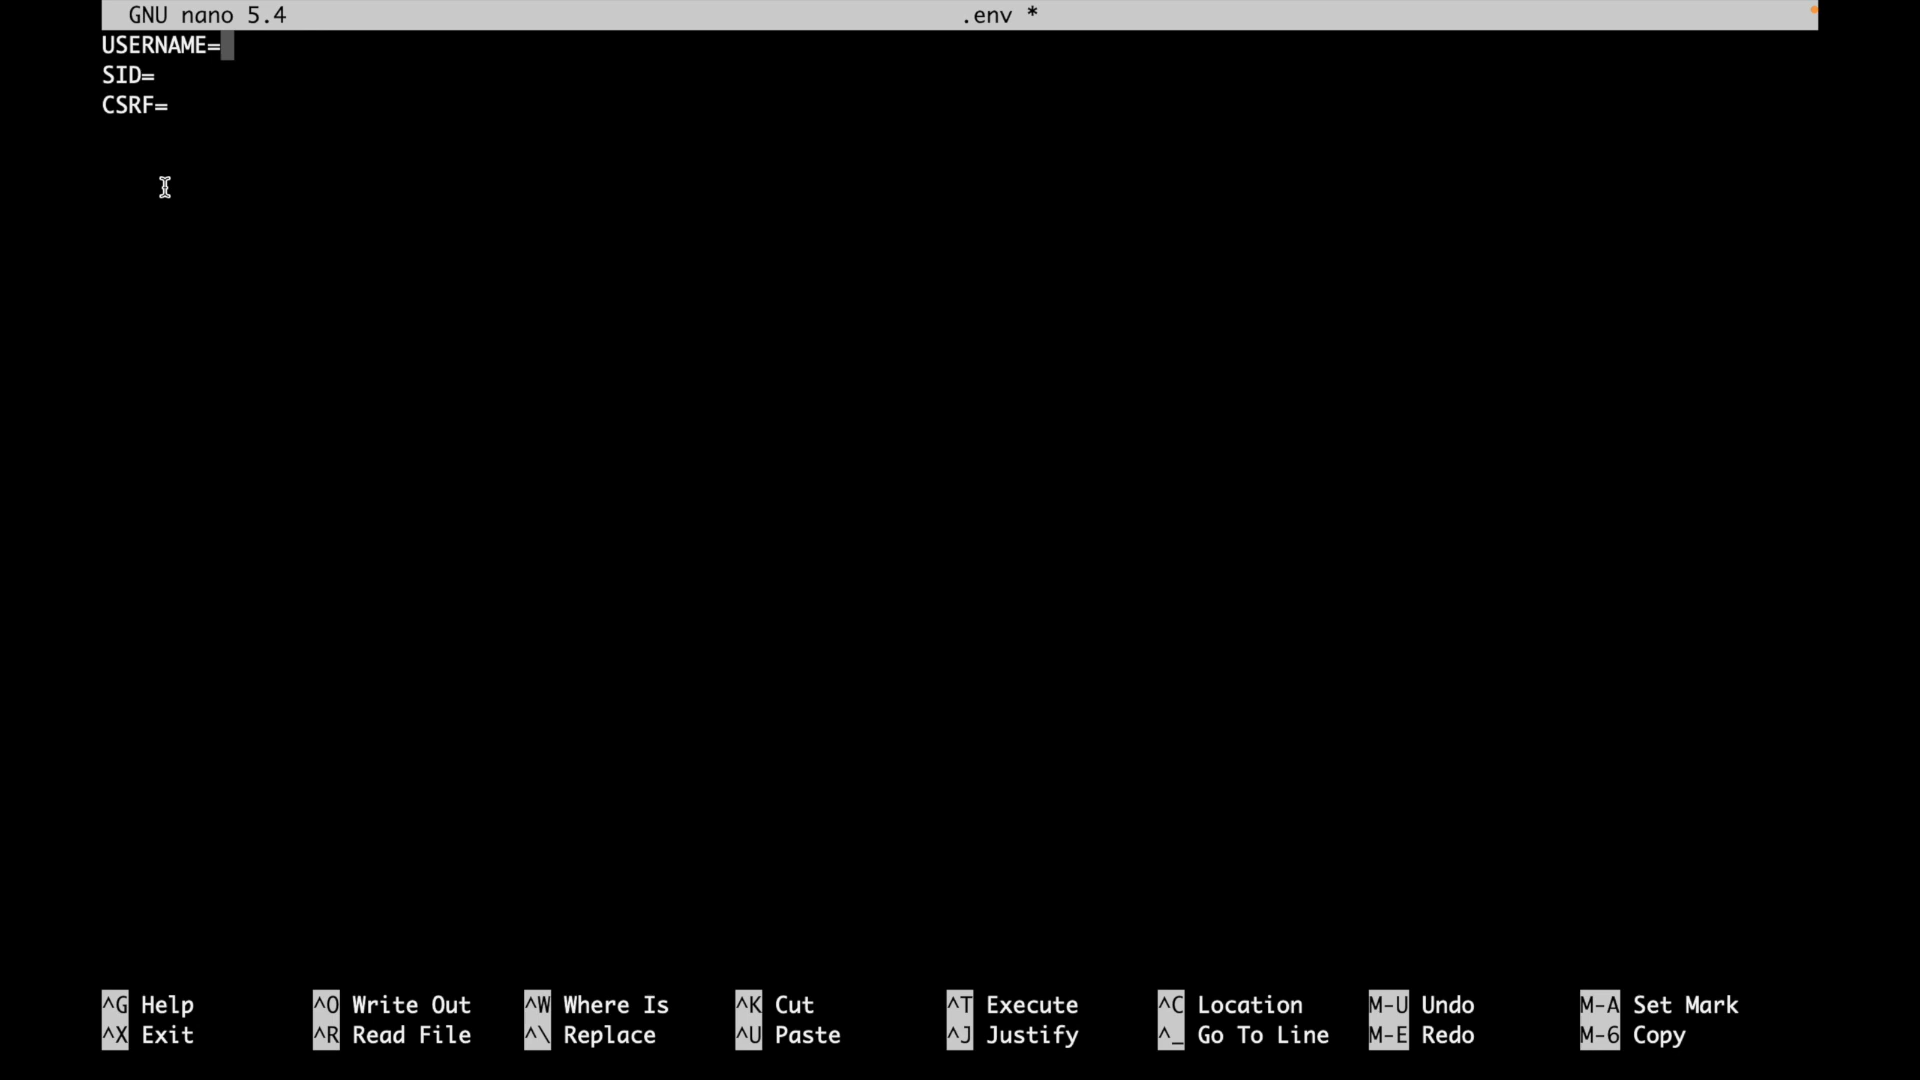 GNU nano 5.4 .env *
USERNAME=
SID=
CSRF=
^G Help ^O Write Out ^W Where Is ^K Cut ^T Execute ^C Location M-U Undo M-A Set Mark
^X Exit ^R Read File ^\ Replace ^U Paste ^J Justify ^_ Go To Line M-E Redo M-6 Copy